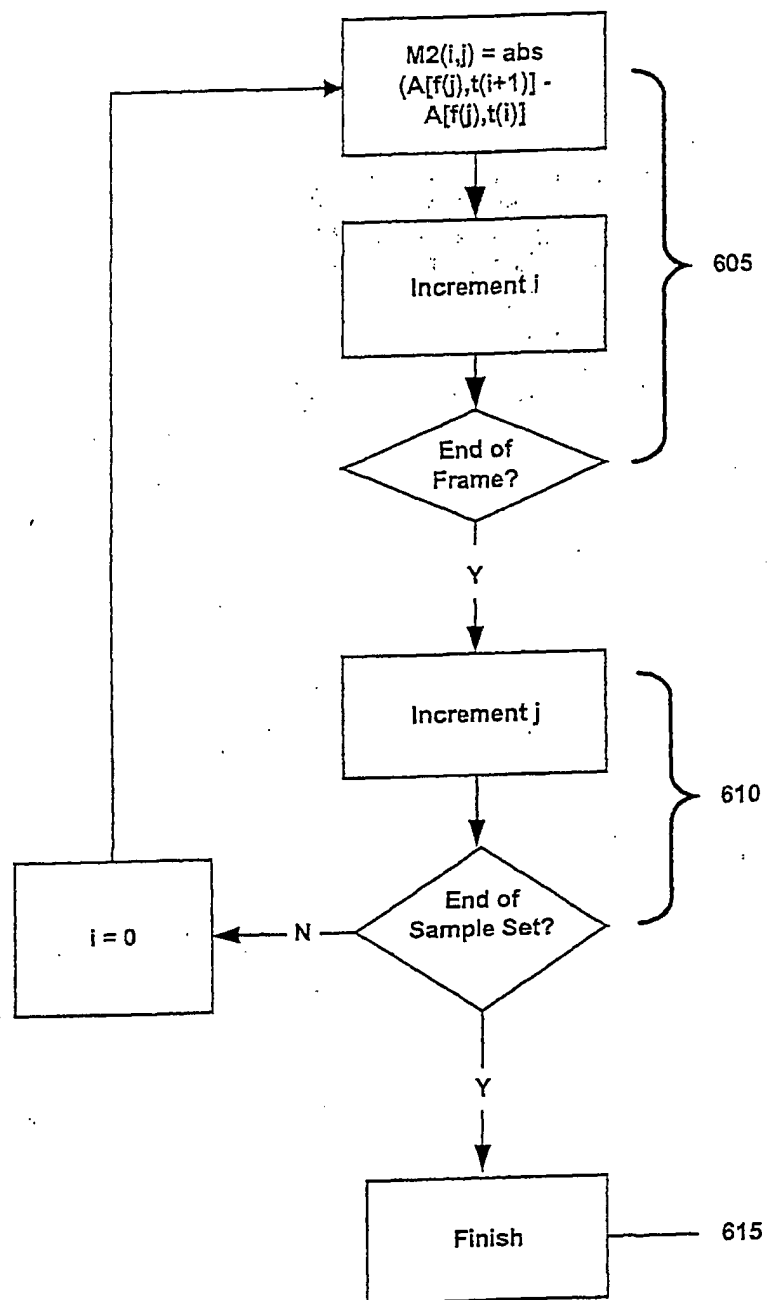 M2(i,j) = abs
(A[f(j),t(i+1)] -
A[f(j),t(i)]
605
Increment i
End of
Frame?
Y
Increment j
610
End of
Sample Set?
N
i = 0
Y
Finish
615